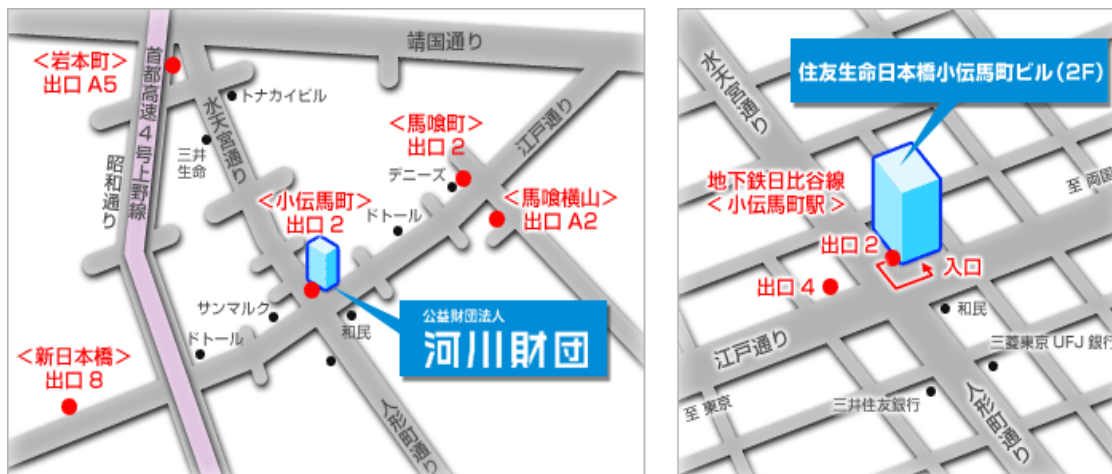 靖国通り
<岩本町>
出口 A5
首都高速 4 号上野線
トナカイビル
水天宮通り
三井
生命
昭和通り
<馬喰町>
出口 2
デニーズ
江戸通り
<小伝馬町>
出口 2
ドトール
<馬喰横山>
出口 A2
サンマルク
和民
公益財団法人
河川財団
ドトール
<新日本橋>
出口 8
人形町通り
水天宮通り
住友生命日本橋小伝馬町ビル(2F)
地下鉄日比谷線
<小伝馬町駅>
至 両国
出口 2
入口
出口 4
和民
江戸通り
三菱東京 UFJ 銀行
至 東京
三井住友銀行
人形町通り